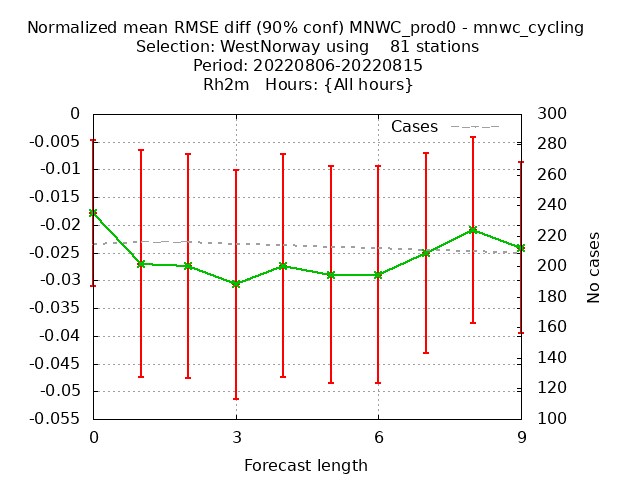 Normalized mean RMSE diff (90% conf) MNWC_prod0 - mnwc_cycling
Selection: WestNorway using    81 stations
Period: 20220806-20220815
Rh2m   Hours: {All hours}
Cases
0
-0.005
-0.01
-0.015
-0.02
-0.025
-0.03
-0.035
-0.04
-0.045
-0.05
-0.055
300
280
260
240
220
200
180
160
140
120
100
No cases
0 3 6 9
Forecast length